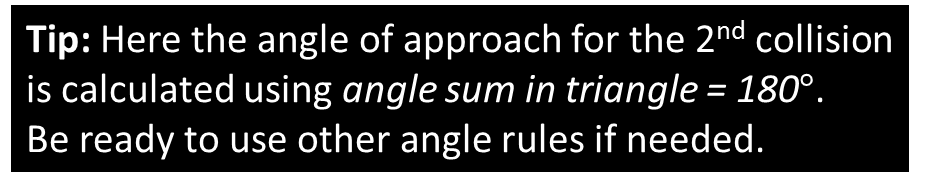 Tip: Here the angle of approach for the 2nd collision
is calculated using angle sum in triangle = 180°.
Be ready to use other angle rules if needed.